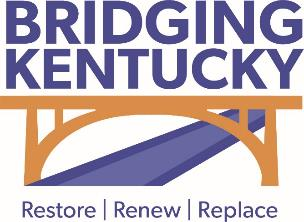 BRIDGING
KENTUCKY
Restore | Renew | Replace